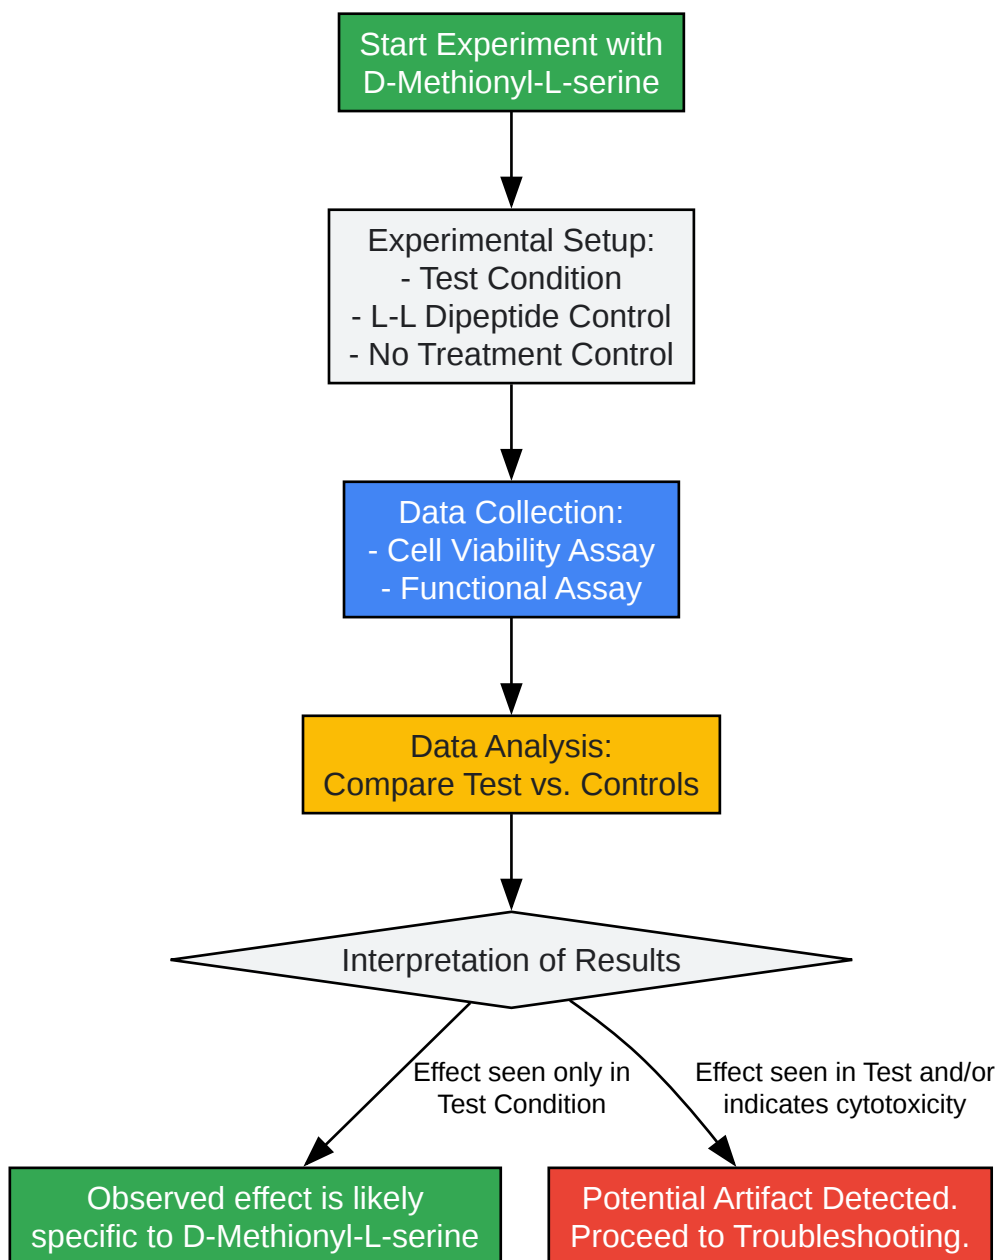 Start Experiment with
D-Methionyl-L-serine
Experimental Setup:
- Test Condition
- L-L Dipeptide Control
- No Treatment Control
Data Collection:
- Cell Viability Assay
- Functional Assay
Data Analysis:
Compare Test vs. Controls
Interpretation of Results
Effect seen only in
Test Condition
Effect seen in Test and/or
indicates cytotoxicity
Observed effect is likely
specific to D-Methionyl-L-serine
Potential Artifact Detected.
Proceed to Troubleshooting.